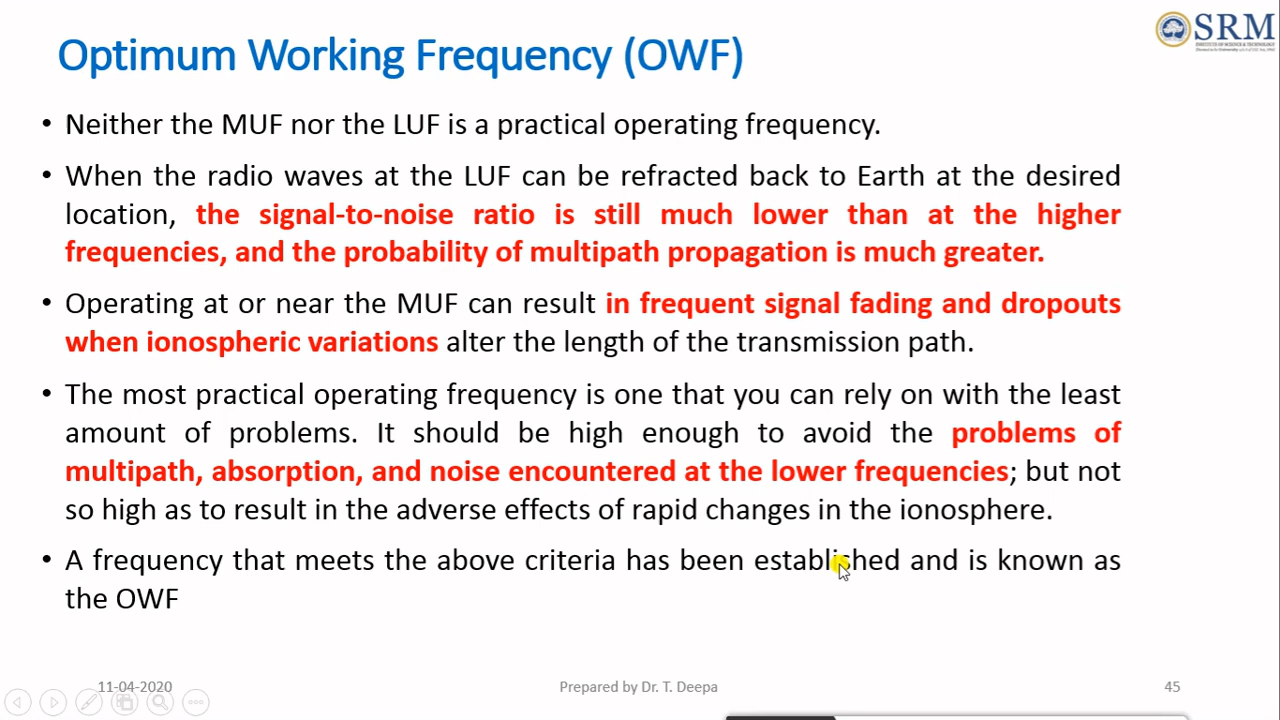 Optimum Working Frequency (OWF)
SRM
INSTITUTE OF SCIENCE & TECHNOLOGY
• Neither the MUF nor the LUF is a practical operating frequency.
• When the radio waves at the LUF can be refracted back to Earth at the desired
location, the signal-to-noise ratio is still much lower than at the higher
frequencies, and the probability of multipath propagation is much greater.
• Operating at or near the MUF can result in frequent signal fading and dropouts
when ionospheric variations alter the length of the transmission path.
• The most practical operating frequency is one that you can rely on with the least
amount of problems. It should be high enough to avoid the problems of
multipath, absorption, and noise encountered at the lower frequencies; but not
so high as to result in the adverse effects of rapid changes in the ionosphere.
• A frequency that meets the above criteria has been established and is known as
the OWF
11-04-2020
Prepared by Dr. T. Deepa
45